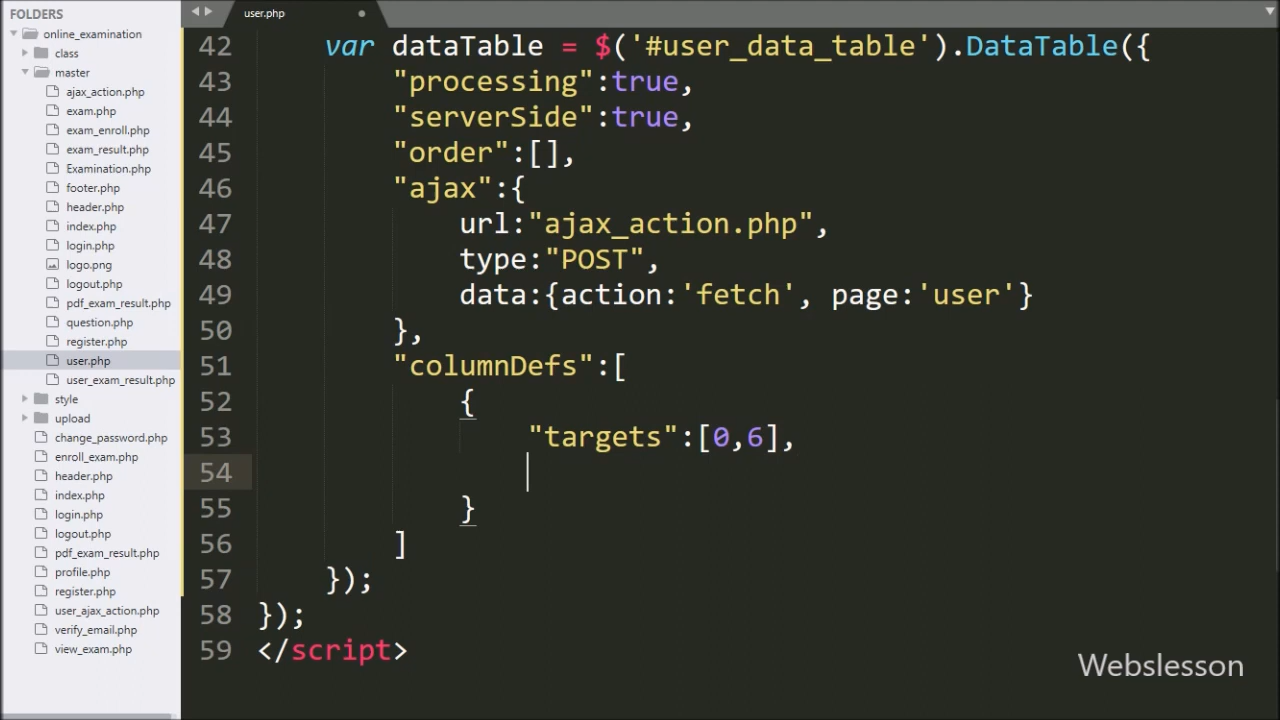 FOLDERS
online_examination
class
master
ajax_action.php
exam.php
exam_enroll.php
exam_result.php
Examination.php
footer.php
header.php
index.php
login.php
logo.png
logout.php
pdf_exam_result.php
question.php
register.php
user.php
user_exam_result.php
style
upload
change_password.php
enroll_exam.php
header.php
index.php
login.php
logout.php
pdf_exam_result.php
profile.php
register.php
user_ajax_action.php
verify_email.php
view_exam.php
user.php
42 var dataTable = $('#user_data_table').DataTable({
43 "processing":true,
44 "serverSide":true,
45 "order":[],
46 "ajax":{
47 url:"ajax_action.php",
48 type:"POST",
49 data:{action:'fetch', page:'user'}
50 },
51 "columnDefs":[
52 {
53 "targets":[0,6],
54
55 }
56 ]
57 });
58 });
59 </script>
Webslesson